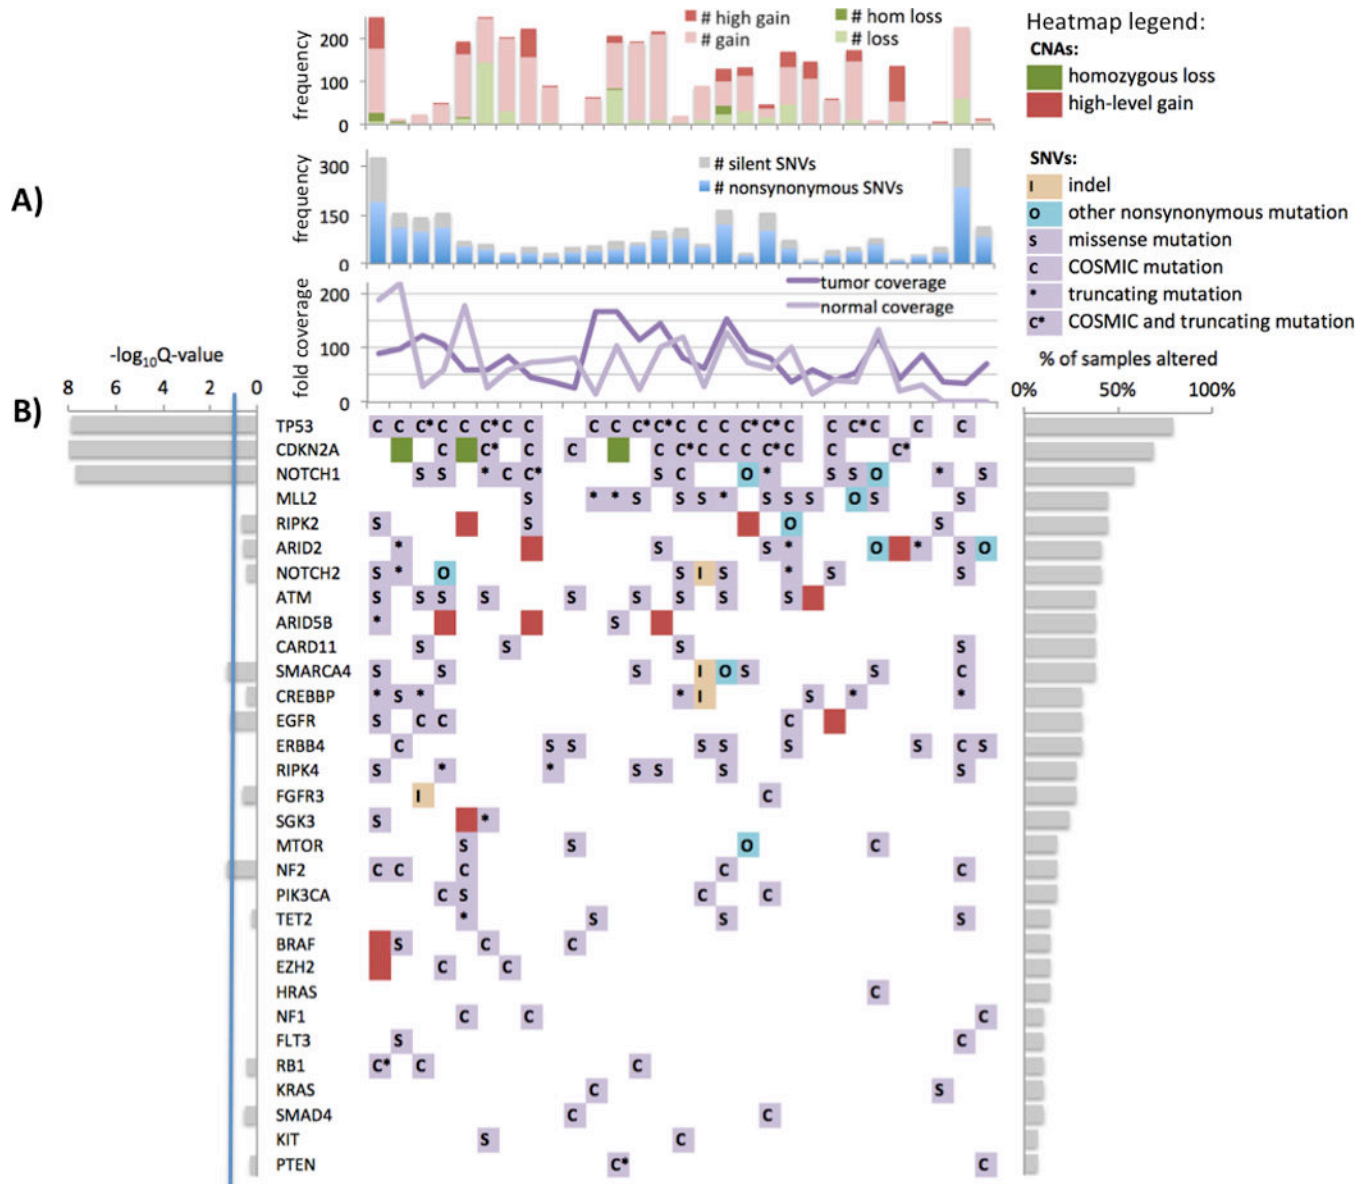 # high gain
# gain
# hom loss
# loss
frequency
200
100
0
Heatmap legend:
CNAs:
homozygous loss
high-level gain
A)
# silent SNVs
# nonsynonymous SNVs
frequency
300
150
0
SNVs:
I indel
O other nonsynonymous mutation
S missense mutation
C COSMIC mutation
* truncating mutation
C* COSMIC and truncating mutation
tumor coverage
normal coverage
fold coverage
200
100
0
-log10Q-value
8 6 4 2 0
% of samples altered
0% 50% 100%
B)
TP53 C C C* C C C* C C C C C* C* C C C C* C* C C C* C C C
CDKN2A C C* C C C C* C C C C* C C C*
NOTCH1 S S * C C* S C O * S S O * S
MLL2 S * * S S S * S S S O S S
RIPK2 S S O S
ARID2 * S S * O * S O
NOTCH2 S * O S I S * S S
ATM S S S S S S S S S
ARID5B * S
CARD11 S S S S
SMARCA4 S S S I O S S C
CREBBP * S * * I S * *
EGFR S C C C
ERBB4 C S S S S S S C S
RIPK4 S * * S S S S
FGFR3 I C
SGK3 S *
MTOR S S O C
NF2 C C C C C
PIK3CA C S C C
TET2 * S S S
BRAF S C C
EZH2 C C
HRAS C
NF1 C C C
FLT3 S C
RB1 C* C C
KRAS C S
SMAD4 C C
KIT S C
PTEN C* C